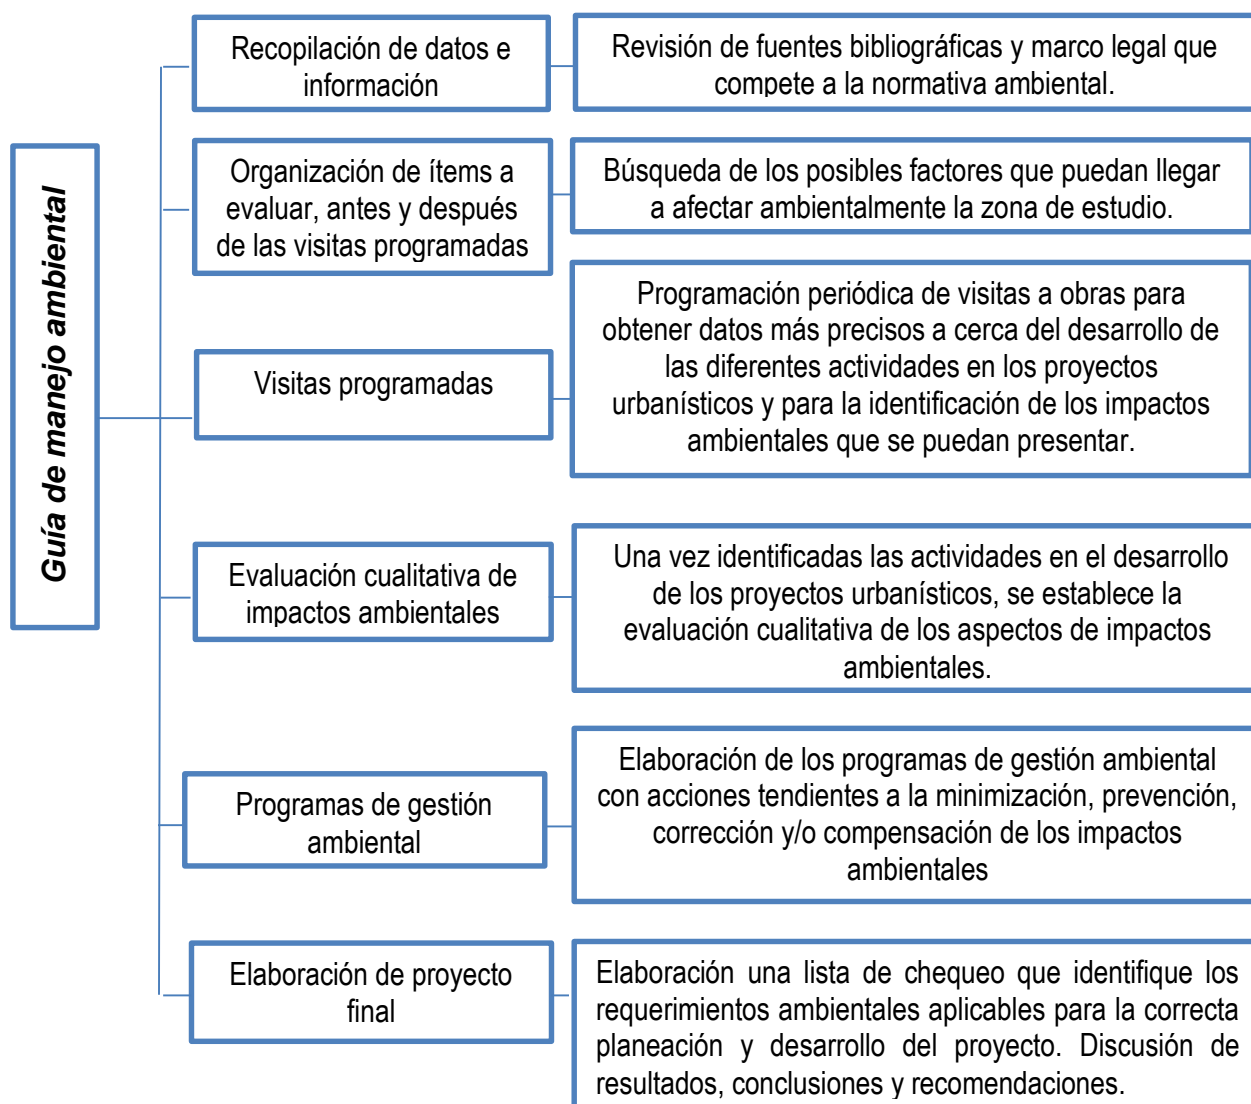 Guía de manejo ambiental
Recopilación de datos e
información
Revisión de fuentes bibliográficas y marco legal que
compete a la normativa ambiental.
Organización de ítems a
evaluar, antes y después
de las visitas programadas
Búsqueda de los posibles factores que puedan llegar
a afectar ambientalmente la zona de estudio.
Visitas programadas
Programación periódica de visitas a obras para
obtener datos más precisos a cerca del desarrollo de
las diferentes actividades en los proyectos
urbanísticos y para la identificación de los impactos
ambientales que se puedan presentar.
Evaluación cualitativa de
impactos ambientales
Una vez identificadas las actividades en el desarrollo
de los proyectos urbanísticos, se establece la
evaluación cualitativa de los aspectos de impactos
ambientales.
Programas de gestión
ambiental
Elaboración de los programas de gestión ambiental
con acciones tendientes a la minimización, prevención,
corrección y/o compensación de los impactos
ambientales
Elaboración de proyecto
final
Elaboración una lista de chequeo que identifique los
requerimientos ambientales aplicables para la correcta
planeación y desarrollo del proyecto. Discusión de
resultados, conclusiones y recomendaciones.